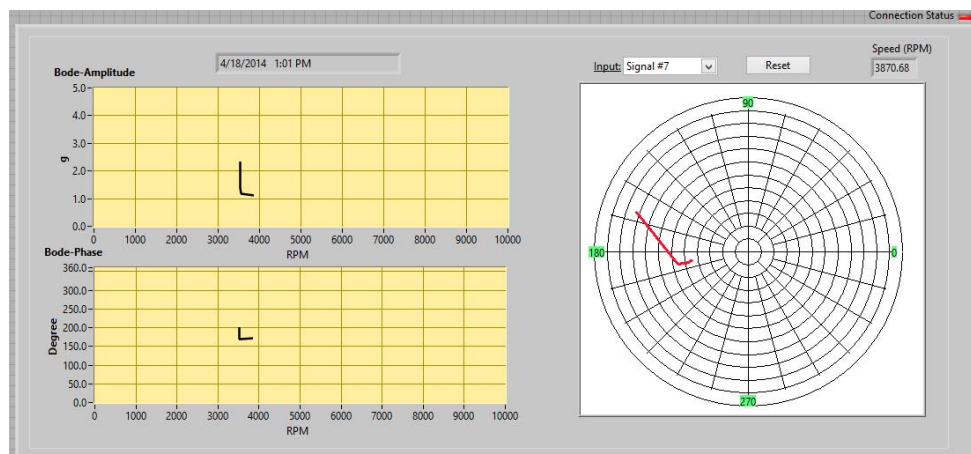 Connection Status
4/18/2014 1:01 PM
Input: Signal #7
Reset
Speed (RPM)
3870.68
Bode-Amplitude
5.0
4.0
3.0
2.0
1.0
0.0
g
0 1000 2000 3000 4000 5000 6000 7000 8000 9000 10000
RPM
Bode-Phase
360.0
300.0
250.0
200.0
150.0
100.0
50.0
0.0
Degree
0 1000 2000 3000 4000 5000 6000 7000 8000 9000 10000
RPM
90
180
0
270